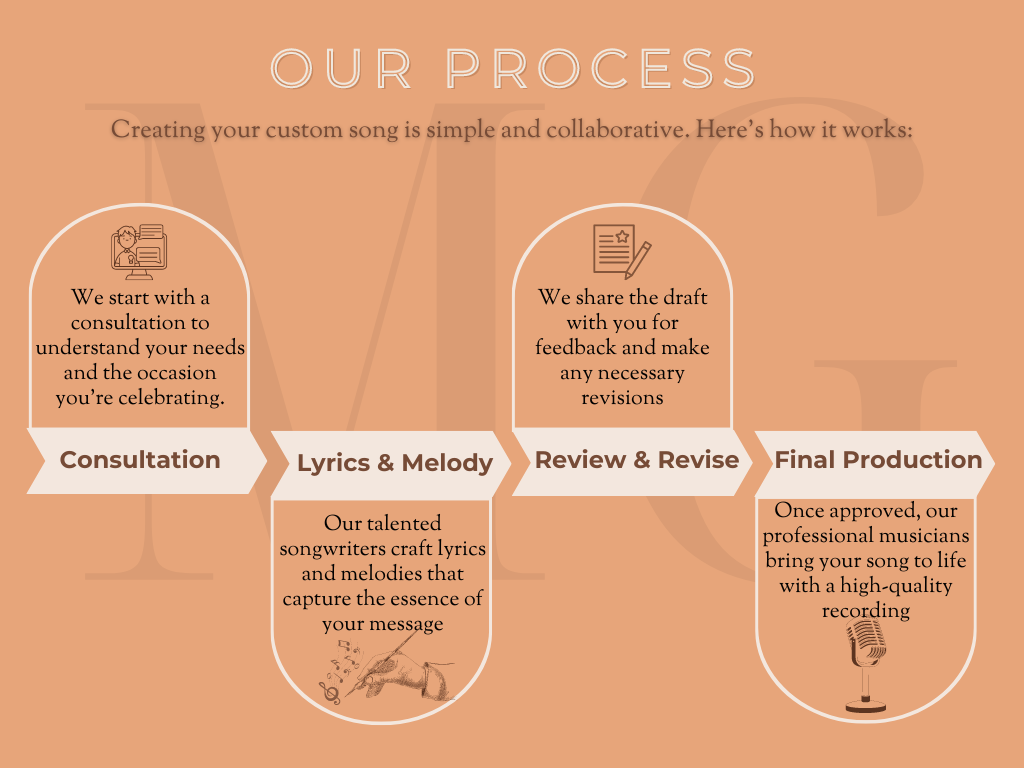 OUR PROCESS
Creating your custom song is simple and collaborative. Here's how it works:
MG
We start with a
consultation to
understand your needs
and the occasion
you're celebrating.
Consultation
Lyrics & Melody
Our talented
songwriters craft lyrics
and melodies that
capture the essence of
your message
We share the draft
with you for
feedback and make
any necessary
revisions
Review & Revise
Final Production
Once approved, our
professional musicians
bring your song to life
with a high-quality
recording